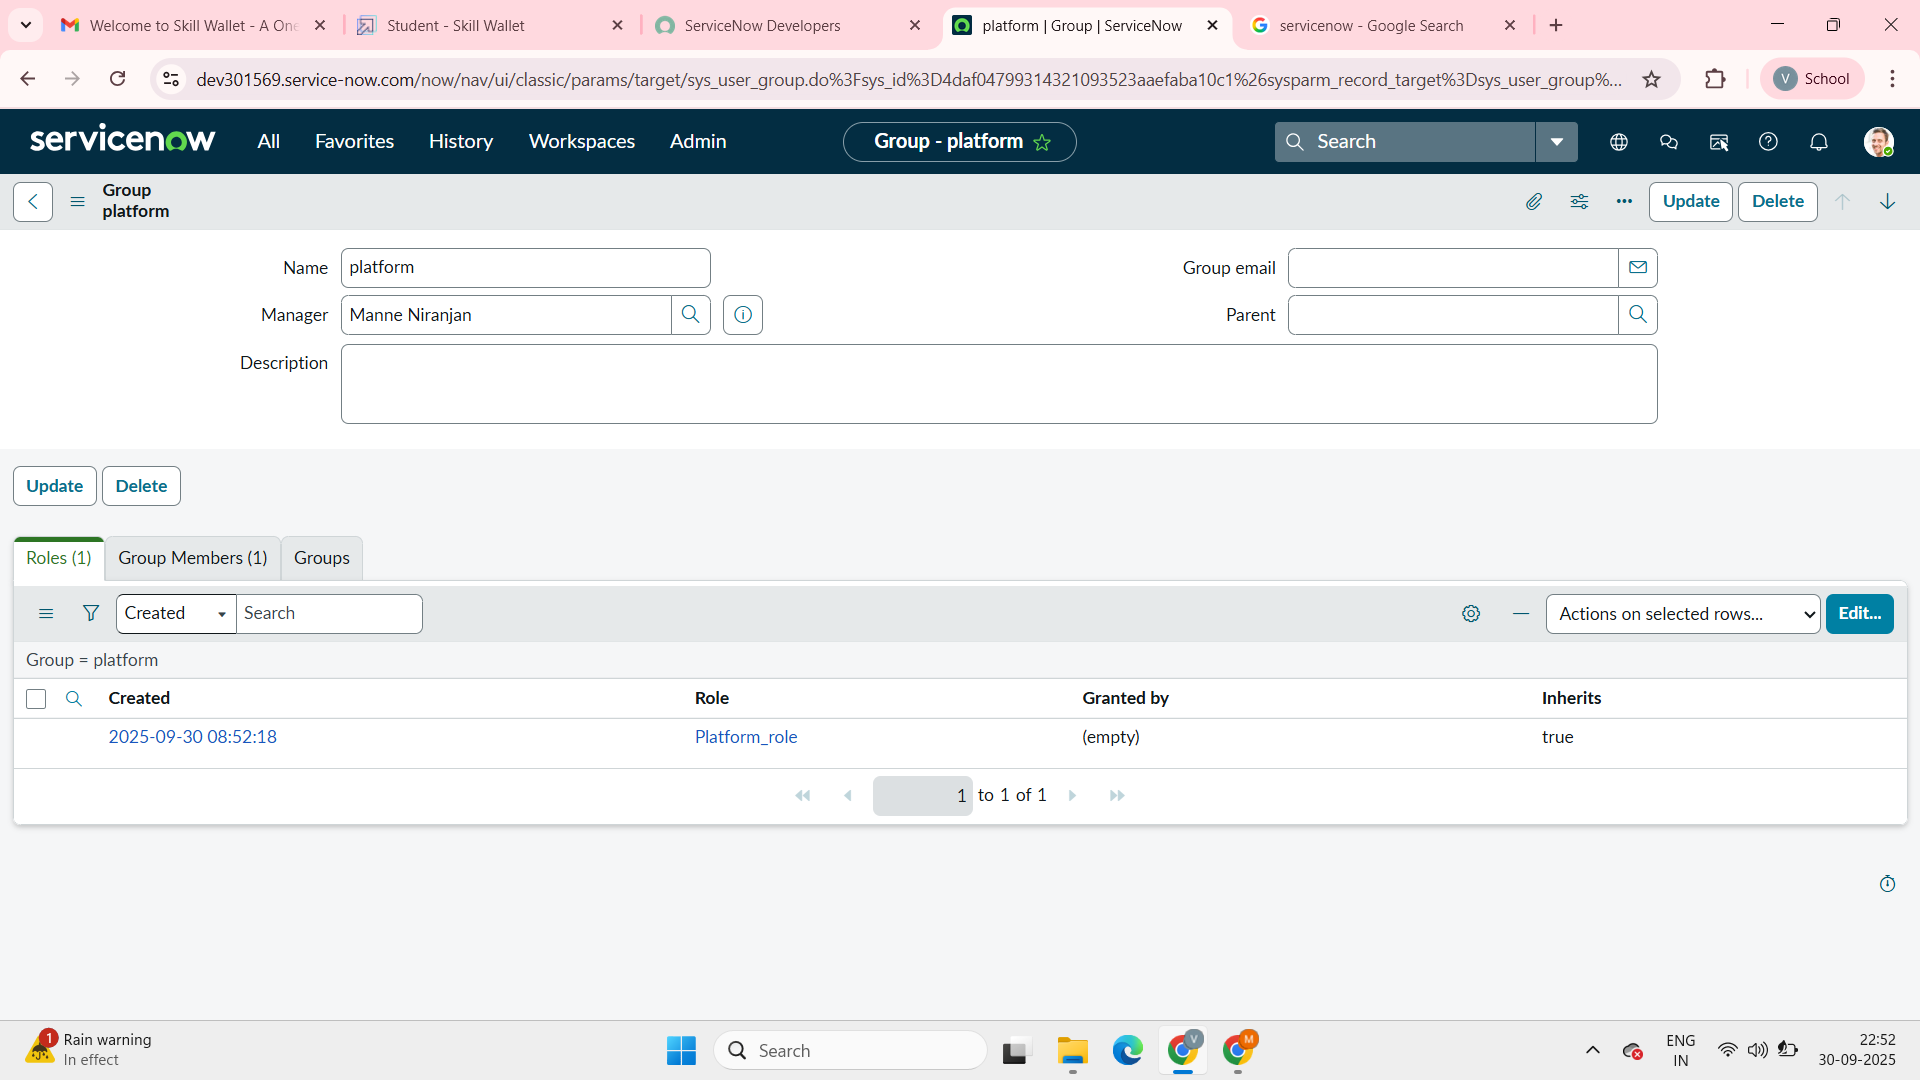 Welcome to Skill Wallet - A One
Student - Skill Wallet
ServiceNow Developers
platform | Group | ServiceNow
servicenow - Google Search
dev301569.service-now.com/now/nav/ui/classic/params/target/sys_user_group.do%3Fsys_id%3D4daf04799314321093523aaefaba10c1%26sysparm_record_target%3Dsys_user_group%...
V School
servicenow
All
Favorites
History
Workspaces
Admin
Group - platform
Search
Group
platform
Update
Delete
Name
platform
Group email
Manager
Manne Niranjan
Parent
Description
Update
Delete
Roles (1)
Group Members (1)
Groups
Created
Search
Actions on selected rows...
Edit...
Group = platform
Created
Role
Granted by
Inherits
2025-09-30 08:52:18
Platform_role
(empty)
true
1 to 1 of 1
1
Rain warning
In effect
Search
V
M
ENG
IN
22:52
30-09-2025